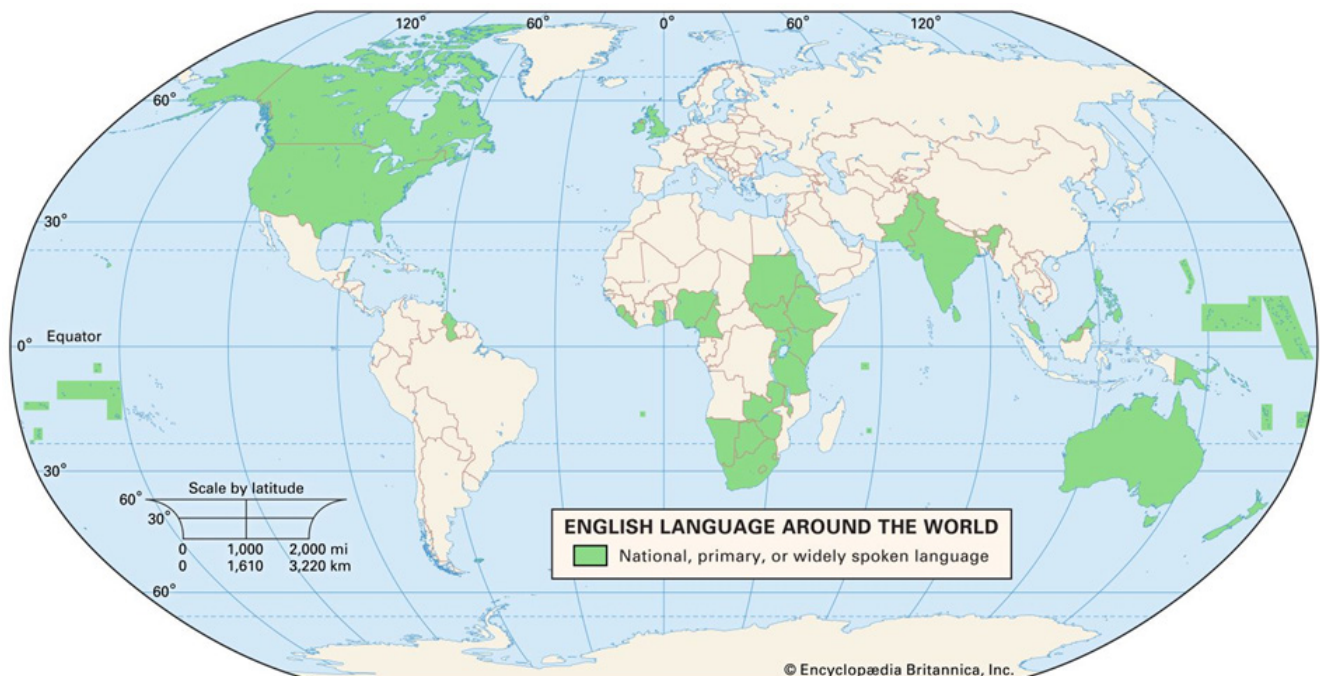 120° 60° 0° 60° 120°
60°
30°
Equator
0°
30°
Scale by latitude
60°
30°
0 1,000 2,000 mi
0 1,610 3,220 km
ENGLISH LANGUAGE AROUND THE WORLD
National, primary, or widely spoken language
60°
© Encyclopædia Britannica, Inc.